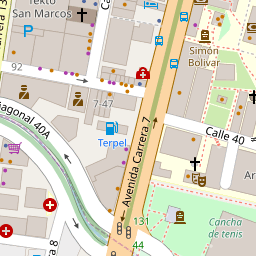 Texto
San Marcos
P
92
7-47
Simón
Bolívar
Diagonal 40A
Calle 40
Terpel
Avenida Carrera 7
131
44
Cancha
de tenis